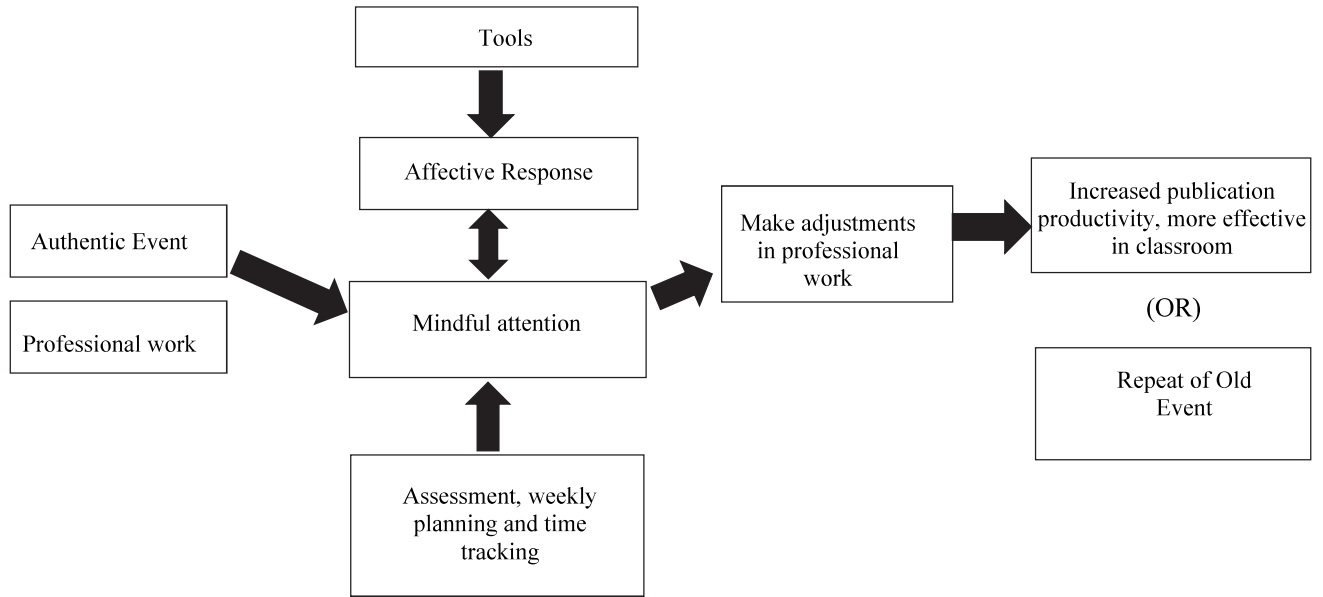 Tools
Affective Response
Authentic Event
Professional work
Mindful attention
Assessment, weekly
planning and time
tracking
Make adjustments
in professional
work
Increased publication
productivity, more effective
in classroom
(OR)
Repeat of Old
Event